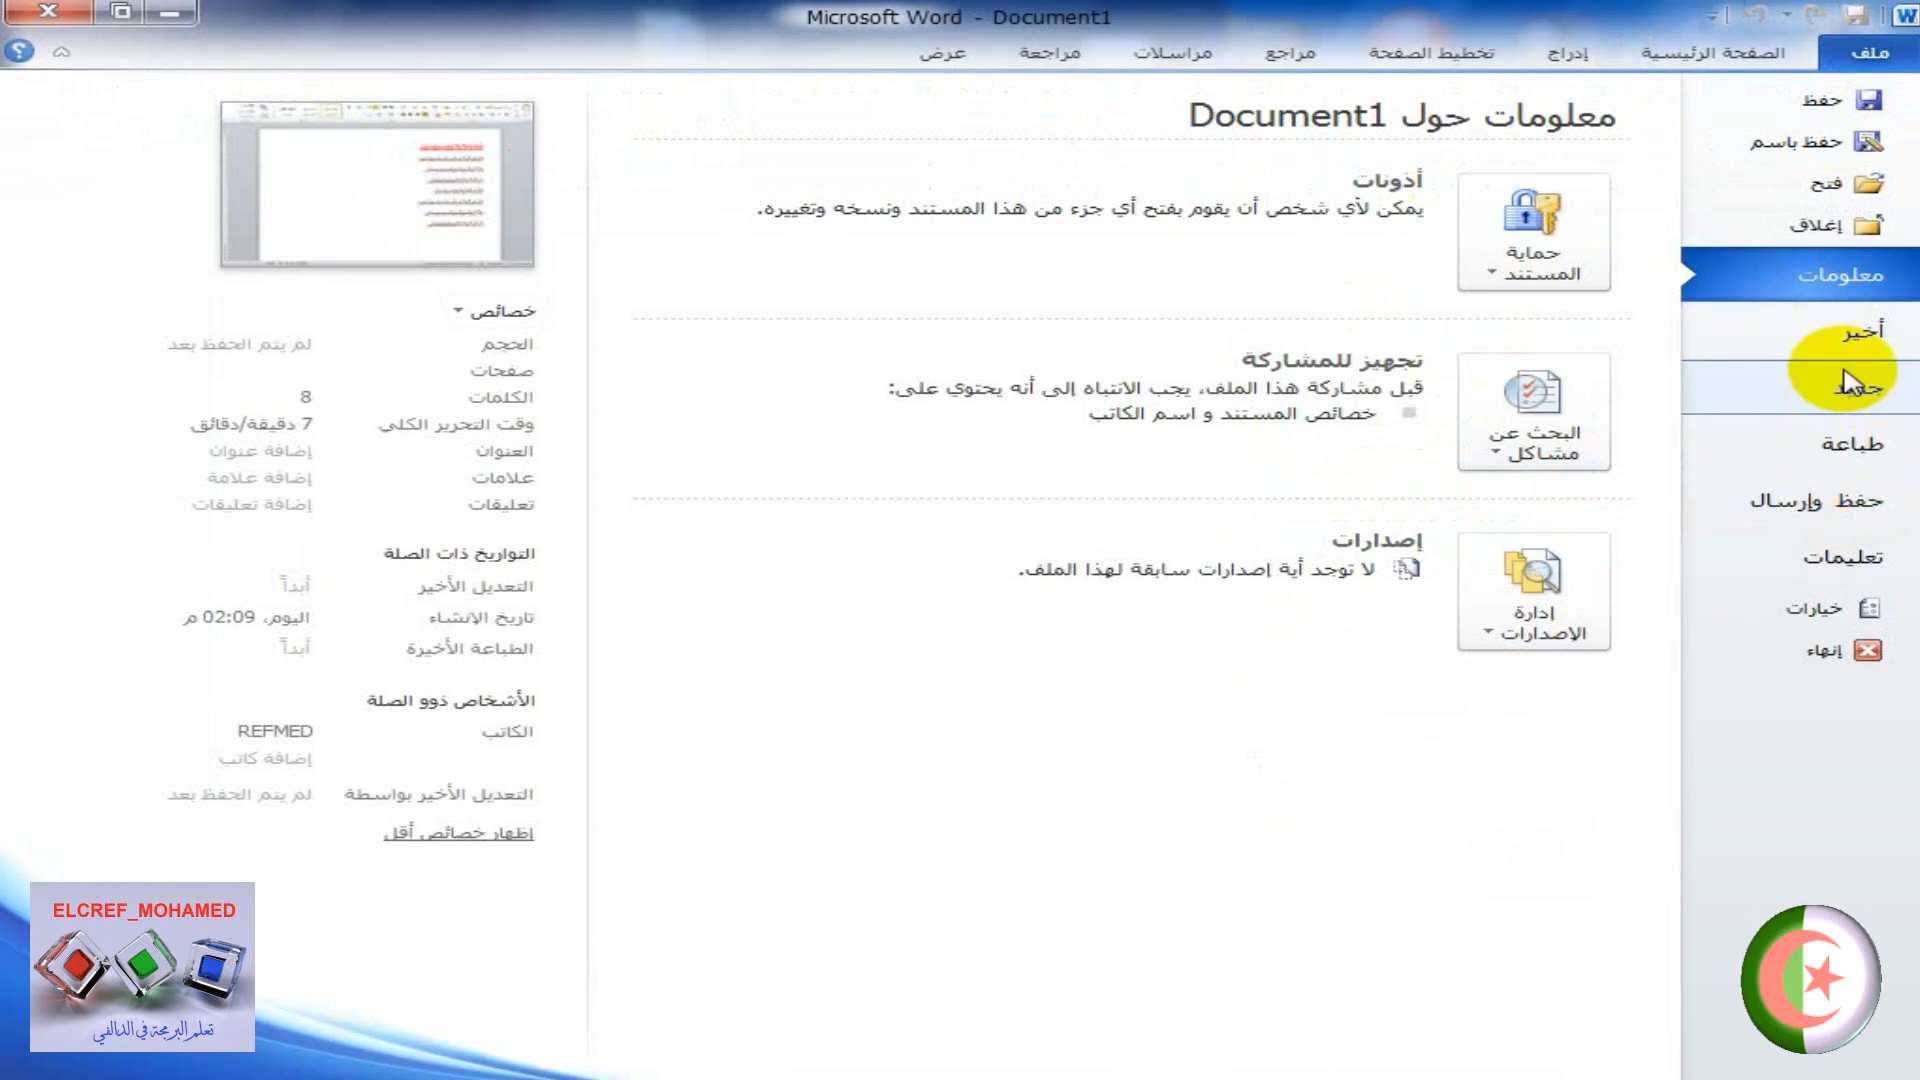 Microsoft Word - Document1
ملف
الصفحة الرئيسية
إدراج
تخطيط الصفحة
مراجع
مراسلات
مراجعة
عرض
حفظ
حفظ باسم
فتح
إغلاق
معلومات
أخير
جديد
طباعة
حفظ وإرسال
تعليمات
خيارات
إنهاء
معلومات حول Document1
حماية
المستند
أذونات
يمكن لأي شخص أن يقوم بفتح أي جزء من هذا المستند ونسخه وتغييره.
البحث عن
مشاكل
تجهيز للمشاركة
قبل مشاركة هذا الملف، يجب الانتباه إلى أنه يحتوي على:
خصائص المستند و اسم الكاتب
إدارة
الإصدارات
إصدارات
لا توجد أية إصدارات سابقة لهذا الملف.
خصائص
الحجم لم يتم الحفظ بعد
صفحات
الكلمات 8
وقت التحرير الكلي 7 دقيقة/دقائق
العنوان إضافة عنوان
علامات إضافة علامة
تعليقات إضافة تعليقات
التواريخ ذات الصلة
التعديل الأخير أبداً
تاريخ الإنشاء اليوم، 02:09 م
الطباعة الأخيرة أبداً
الأشخاص ذوو الصلة
الكاتب REFMED
إضافة كاتب
التعديل الأخير بواسطة لم يتم الحفظ بعد
إظهار خصائص أقل
ELCREF_MOHAMED
تعلم البرمجة في الدالفي